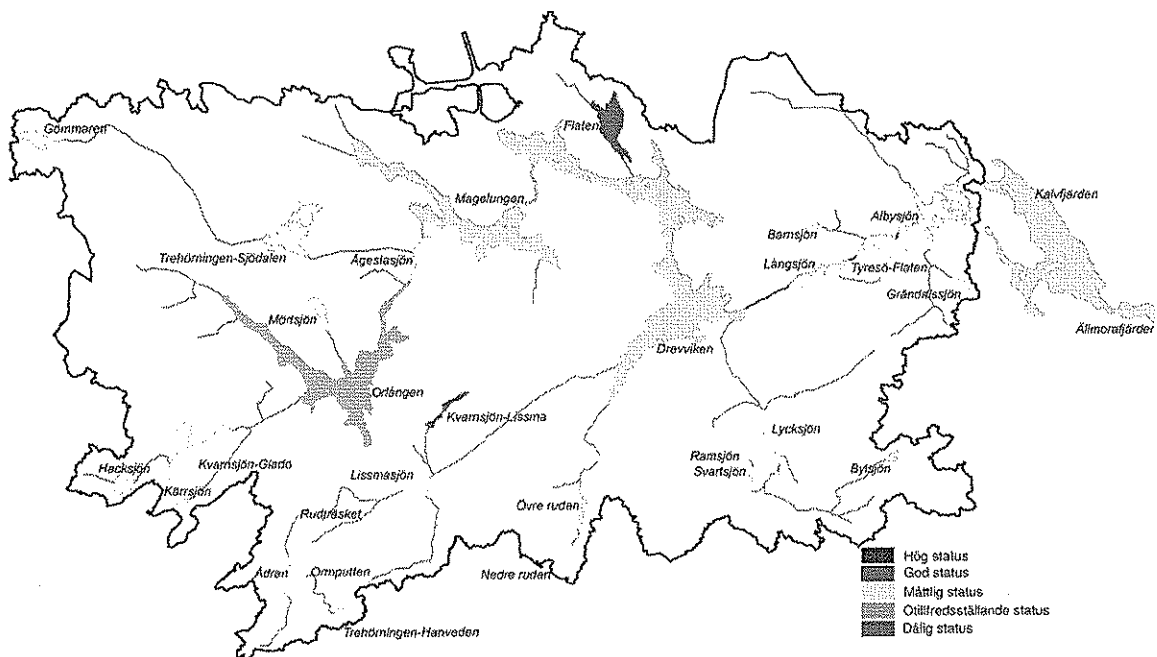 Gömmaren
Flaten
Magelungen
Kalvfjärden
Albysjön
Barnsjön
Trehörningen-Sjödalen
Ågestasjön
Långsjön
Tyresö-Flaten
Grändalssjön
Mörtsjön
Ällmorafjärden
Drevviken
Orlången
Kvarnsjön-Lissma
Lycksjön
Hacksjön
Kvarnsjön-Gladö
Lissmasjön
Ramsjön
Svartsjön
Bylsjön
Kärrsjön
Rudträsket
Övre rudan
Ådran
Ormputten
Nedre rudan
Trehörningen-Hanveden
Hög status
God status
Måttlig status
Otillfredsställande status
Dålig status